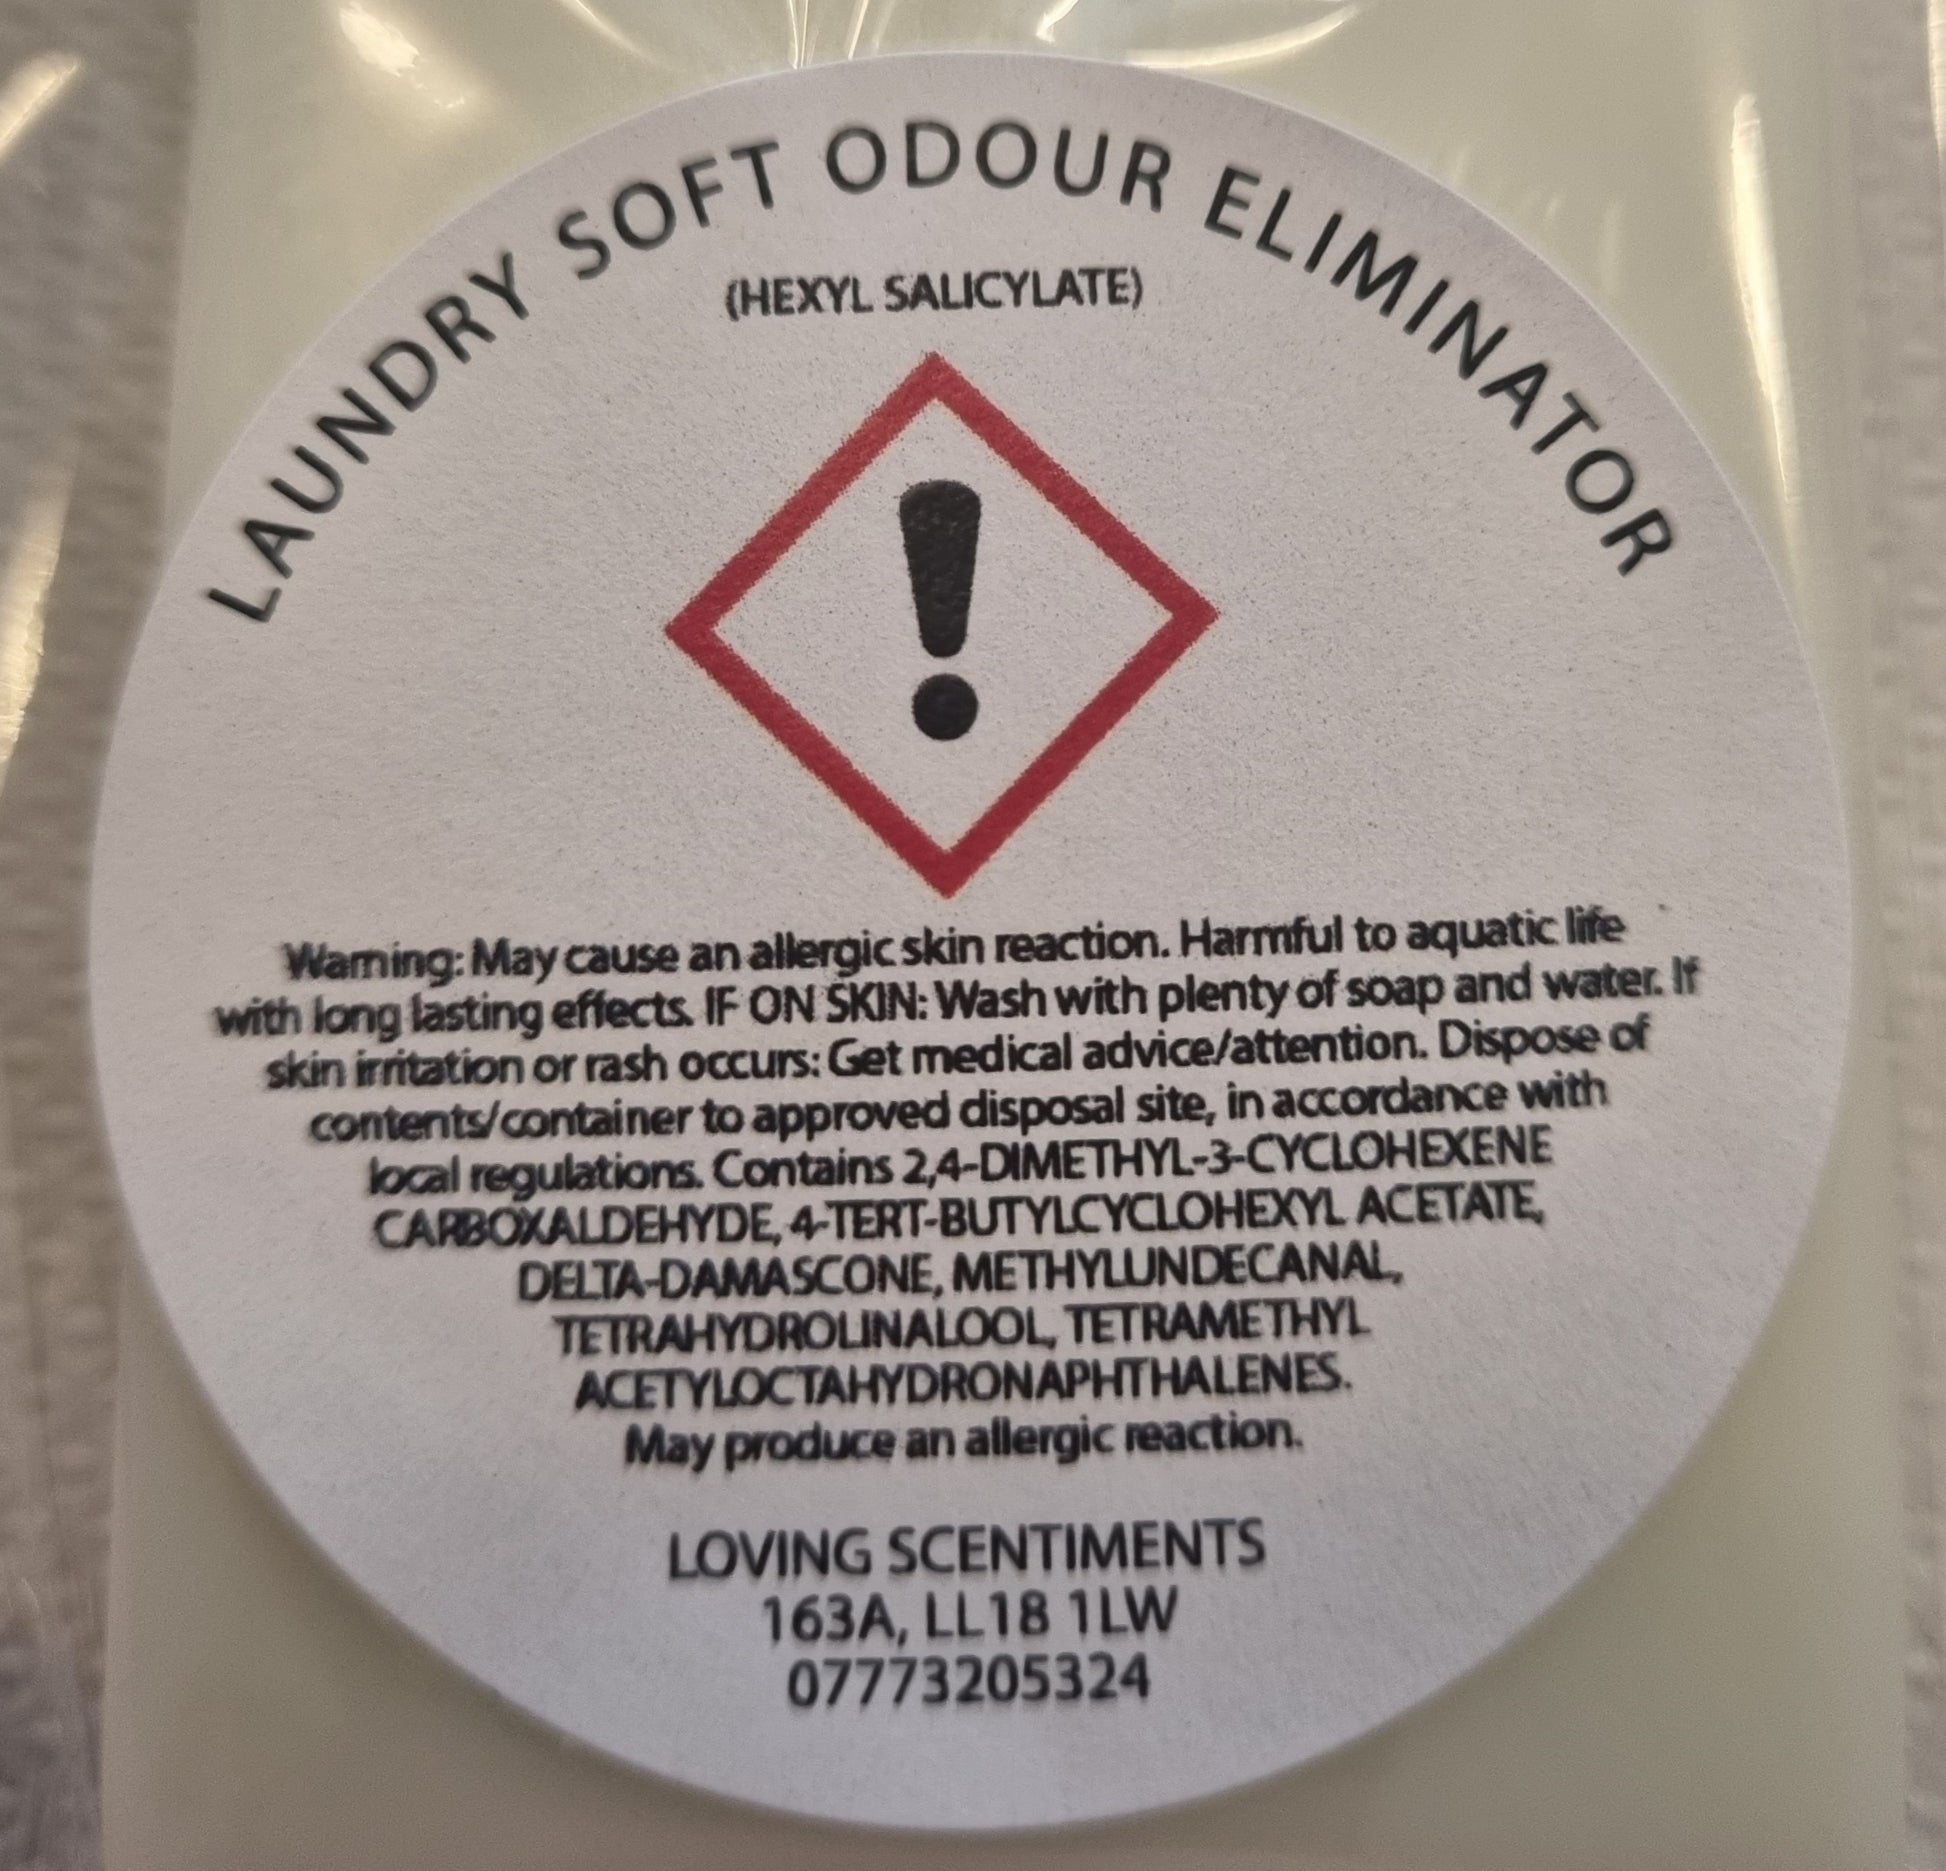 LAUNDRY SOFT ODOUR ELIMINATOR
(HEXYL SALICYLATE)
!
Warning: May cause an allergic skin reaction. Harmful to aquatic life
with long lasting effects. IF ON SKIN: Wash with plenty of soap and water. If
skin irritation or rash occurs: Get medical advice/attention. Dispose of
contents/container to approved disposal site, in accordance with
local regulations. Contains 2,4-DIMETHYL-3-CYCLOHEXENE
CARBOXALDEHYDE, 4-TERT-BUTYLCYCLOHEXYL ACETATE,
DELTA-DAMASCONE, METHYLUNDECANAL,
TETRAHYDROLINALOOL, TETRAMETHYL
ACETYLOCTAHYDRONAPHTHALENES.
May produce an allergic reaction.
LOVING SCENTIMENTS
163A, LL18 1LW
07773205324